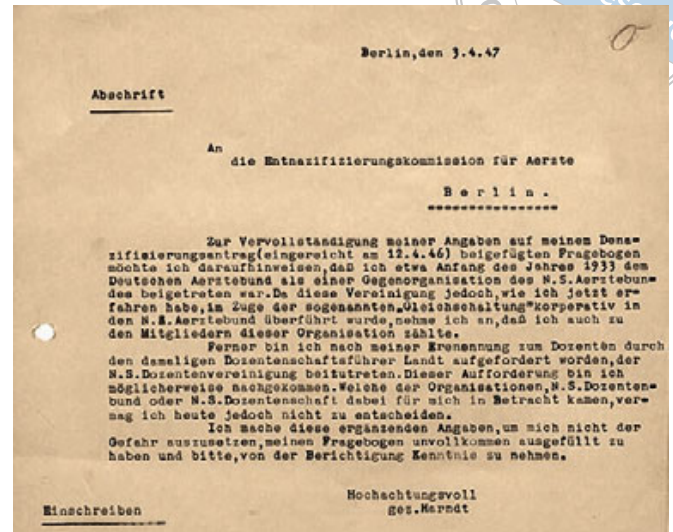 Berlin,den 3.4.47
Abschrift
An
die Entnazifizierungskommission für Aerzte
Berlin.
Zur Vervollständigung meiner Angaben auf meinem Dena=
zifizierungsantrag(eingereicht am 12.4.46) beigefügten Fragebogen
möchte ich daraufhinweisen,daß ich etwa Anfang des Jahres 1933 dem
Deutschen Aerztebund als einer Gegenorganisation des N.S.Aerztebun=
des beigetreten war.Da diese Vereinigung jedoch,wie ich jetzt er=
fahren habe,im Zuge der sogenannten„Gleichschaltung"korperativ in
den N.S.Aerztebund überführt wurde,nehme ich an,daß ich auch zu
den Mitgliedern dieser Organisation zählte.
Ferner bin ich nach meiner Ernennung zum Dozenten durch
den damaligen Dozentenschaftsführer Landt aufgefordert worden,der
N.S.Dozentenvereinigung beizutreten.Dieser Aufforderung bin ich
möglicherweise nachgekommen.Welche der Organisationen,N.S.Dozenten=
bund oder N.S.Dozentenschaft dabei für mich in Betracht kamen,ver=
mag ich heute jedoch nicht zu entscheiden.
Ich mache diese ergänzenden Angaben,um mich nicht der
Gefahr auszusetzen,meinen Fragebogen unvollkommen ausgefüllt zu
haben und bitte,von der Berichtigung Kenntnis zu nehmen.
Hochachtungsvoll
Einschreiben
gez.Marndt